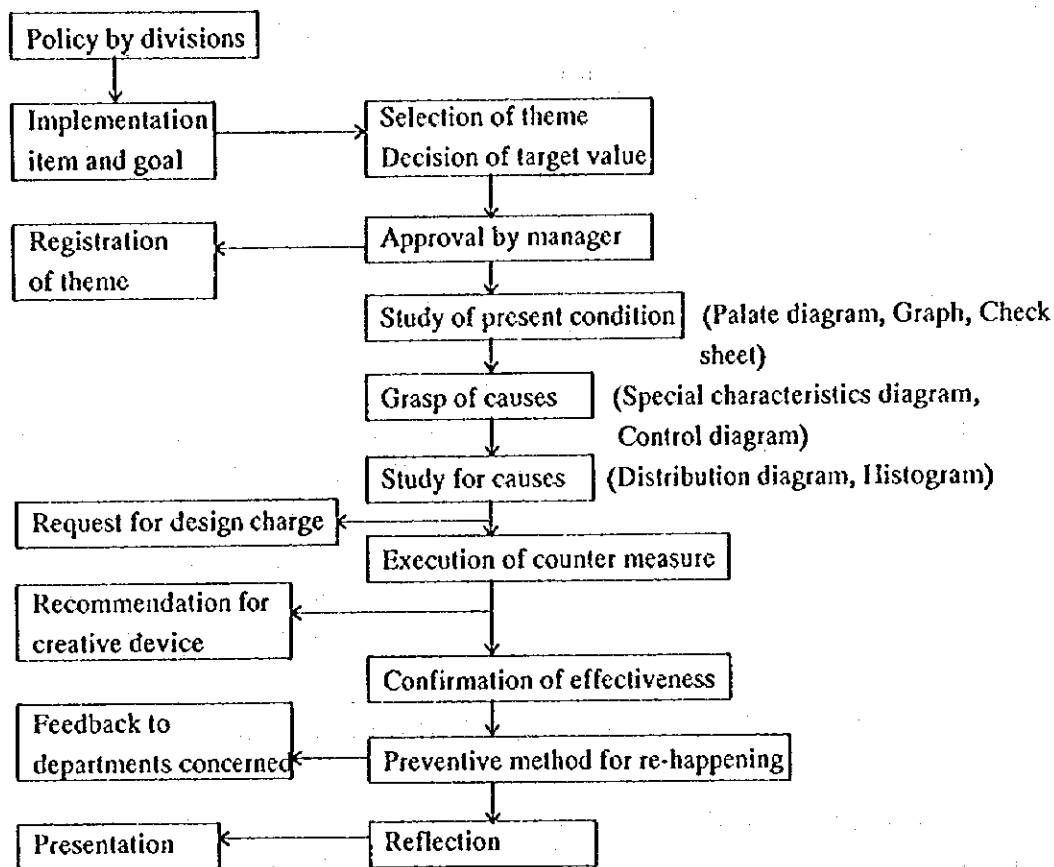 Policy by divisions
Implementation
item and goal
Selection of theme
Decision of target value
Registration
of theme
Approval by manager
Study of present condition
(Palate diagram, Graph, Check
sheet)
Grasp of causes
(Special characteristics diagram,
Control diagram)
Study for causes
(Distribution diagram, Histogram)
Request for design charge
Execution of counter measure
Recommendation for
creative device
Confirmation of effectiveness
Feedback to
departments concerned
Preventive method for re-happening
Presentation
Reflection